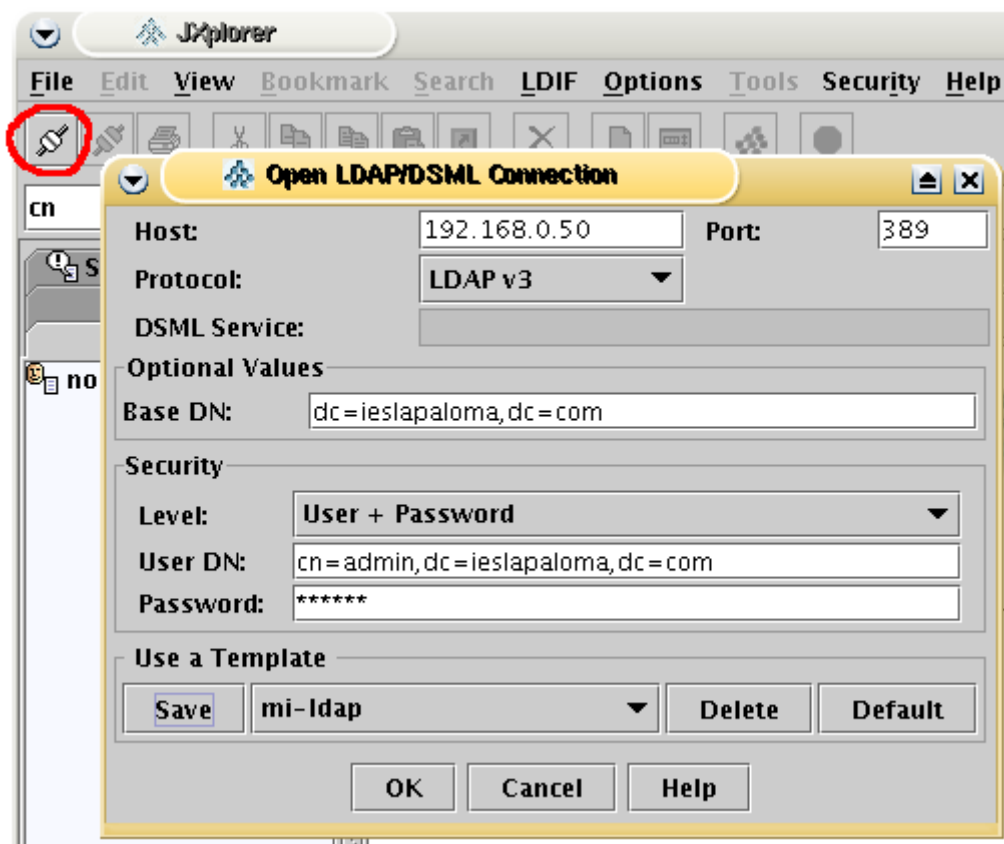 JXplorer
File Edit View Bookmark Search LDIF Options Tools Security Help
Open LDAP/DSML Connection
cn
Host: 192.168.0.50 Port: 389
S
Protocol: LDAP v3
DSML Service:
no
Optional Values
Base DN: dc=ieslapaloma,dc=com
Security
Level: User + Password
User DN: cn=admin,dc=ieslapaloma,dc=com
Password: ******
Use a Template
Save mi-ldap Delete Default
OK Cancel Help